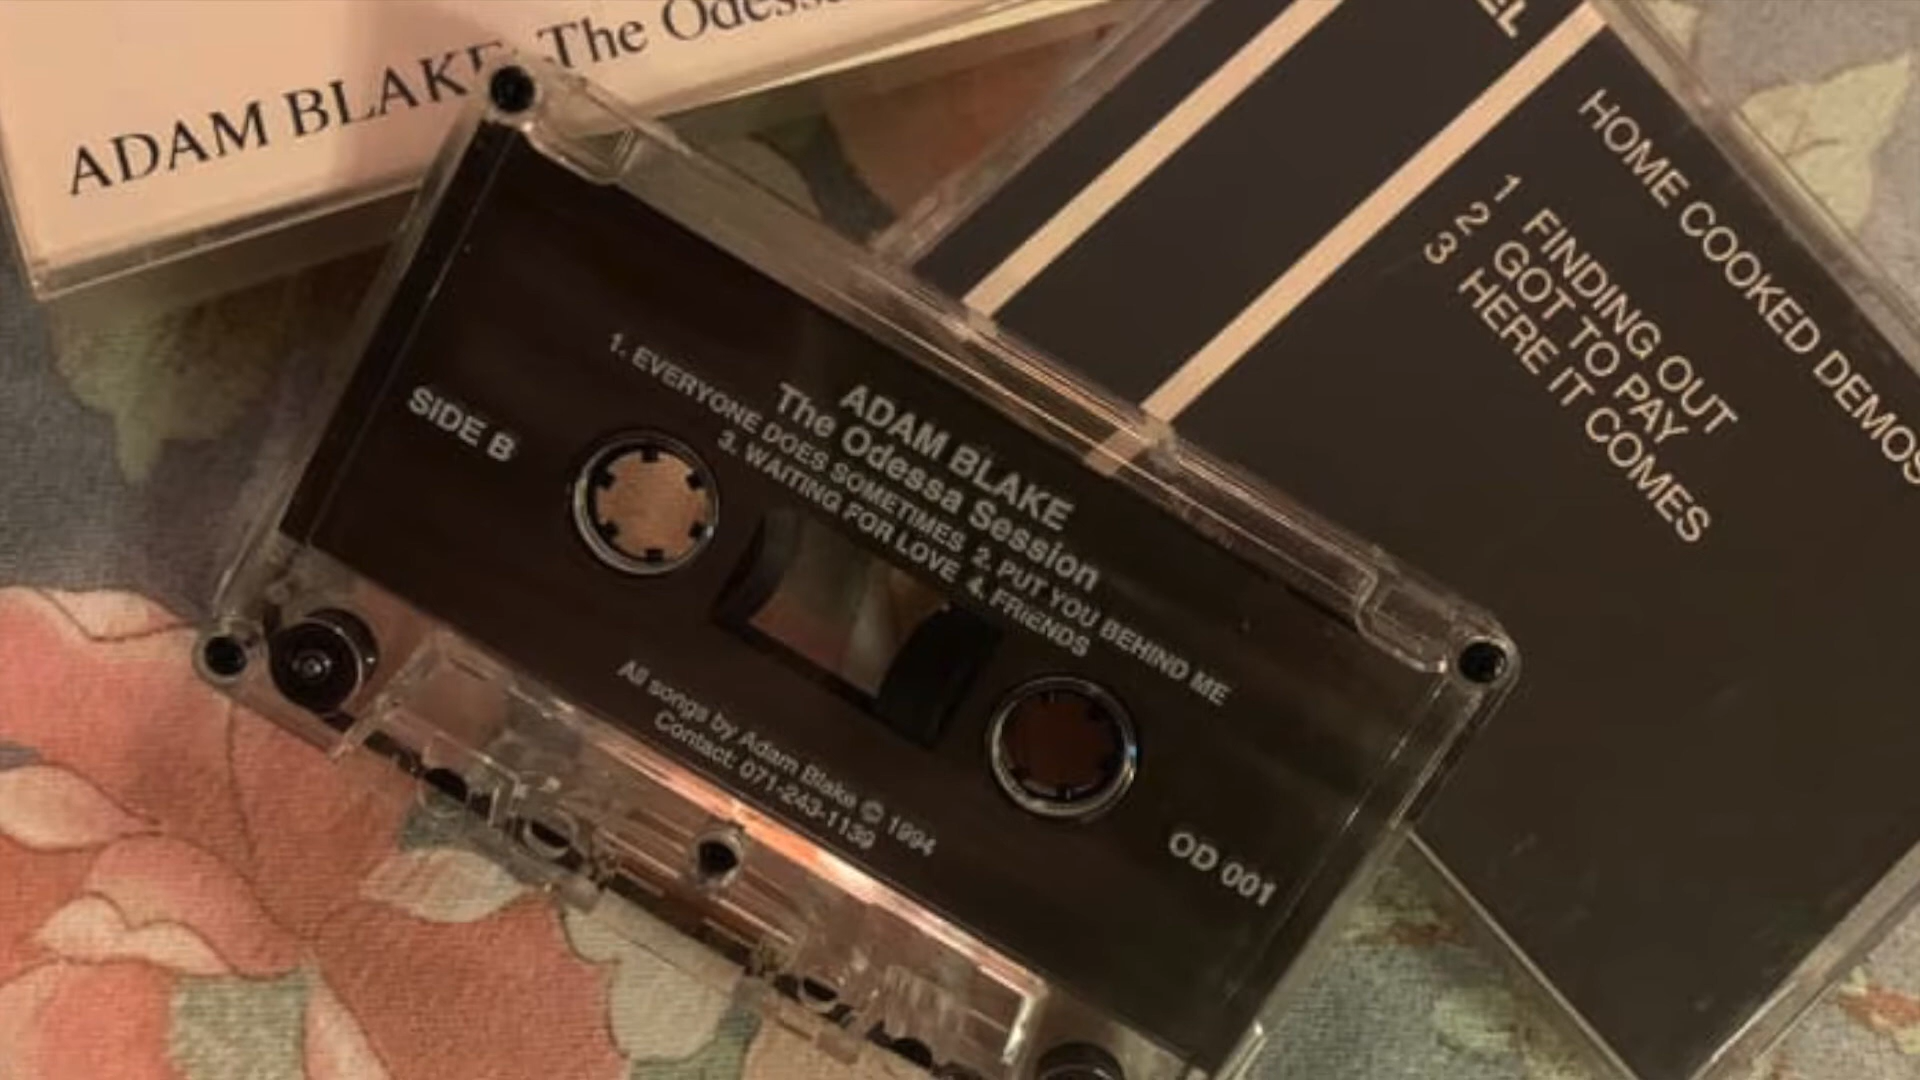 ADAM BLAKE The Odess
EL
HOME COOKED DEMOS
1 FINDING OUT
2 GOT TO PAY
3 HERE IT COMES
ADAM BLAKE
The Odessa Session
1. EVERYONE DOES SOMETIMES 2. PUT YOU BEHIND ME
3. WAITING FOR LOVE 4. FRIENDS
SIDE B
All songs by Adam Blake © 1994
Contact: 071-243-1139
OD 001